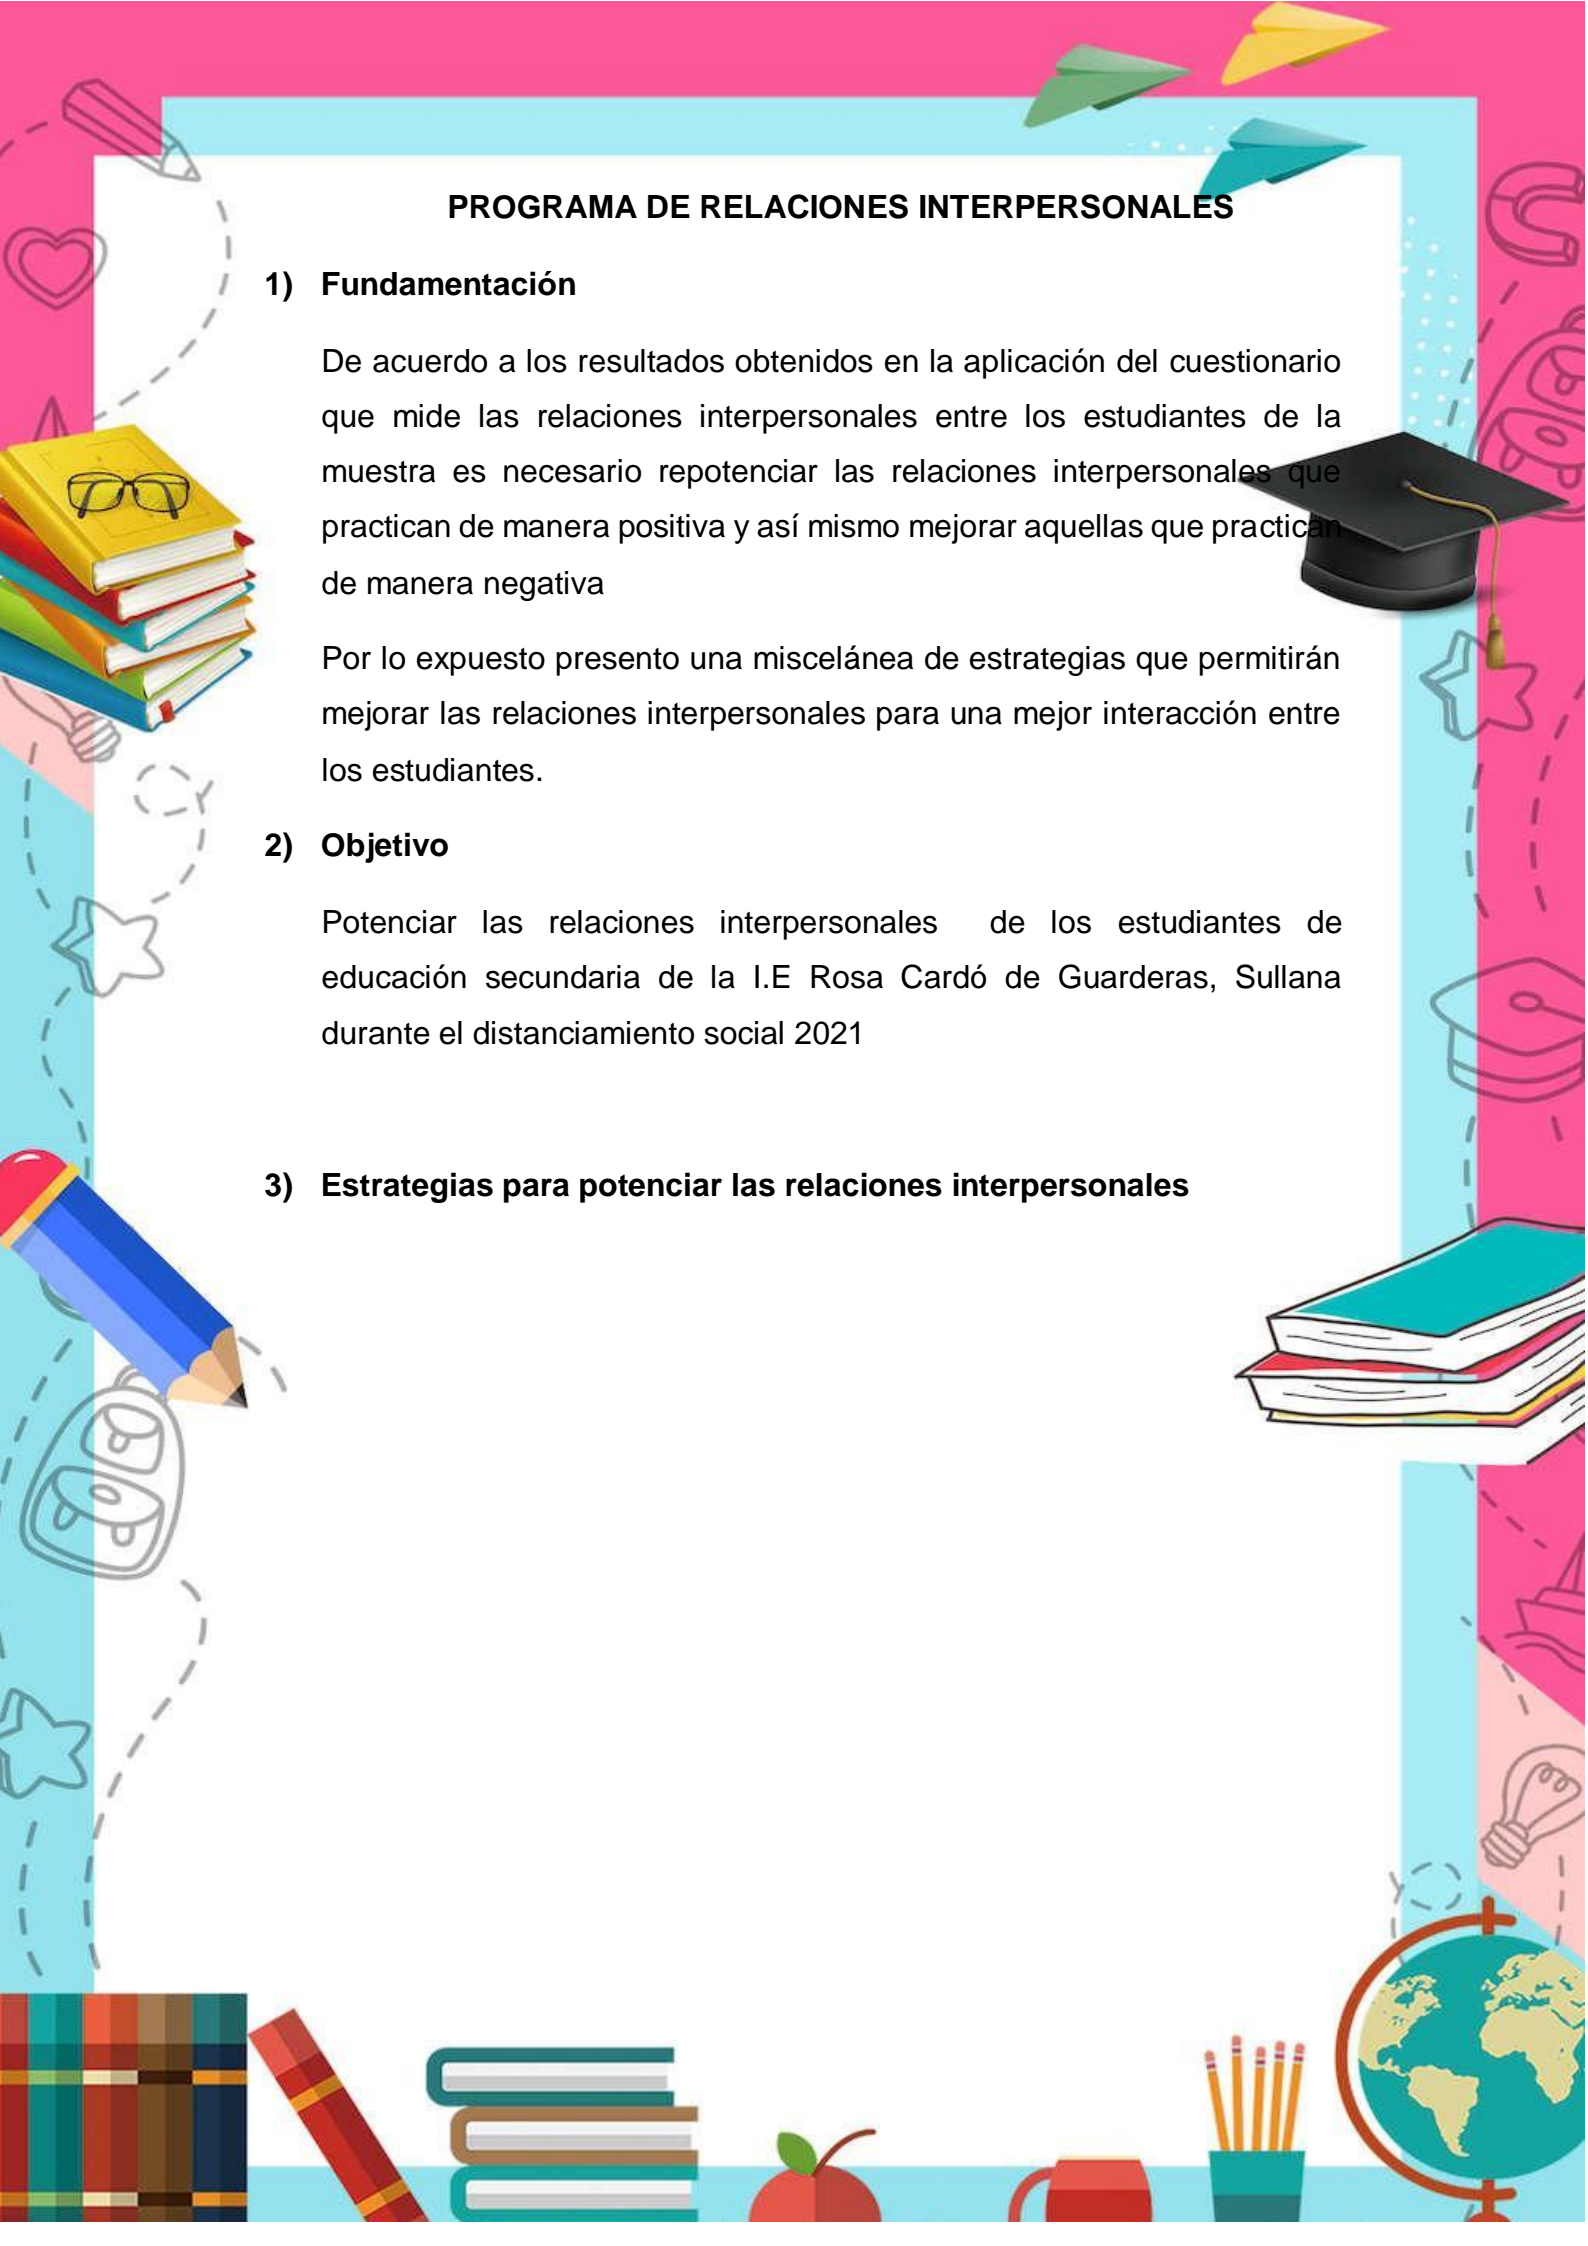 PROGRAMA DE RELACIONES INTERPERSONALES
1) Fundamentación
De acuerdo a los resultados obtenidos en la aplicación del cuestionario
que mide las relaciones interpersonales entre los estudiantes de la
muestra es necesario repotenciar las relaciones interpersonales que
practican de manera positiva y así mismo mejorar aquellas que practican
de manera negativa
Por lo expuesto presento una miscelánea de estrategias que permitirán
mejorar las relaciones interpersonales para una mejor interacción entre
los estudiantes.
2) Objetivo
Potenciar las relaciones interpersonales de los estudiantes de
educación secundaria de la I.E Rosa Cardó de Guarderas, Sullana
durante el distanciamiento social 2021
3) Estrategias para potenciar las relaciones interpersonales